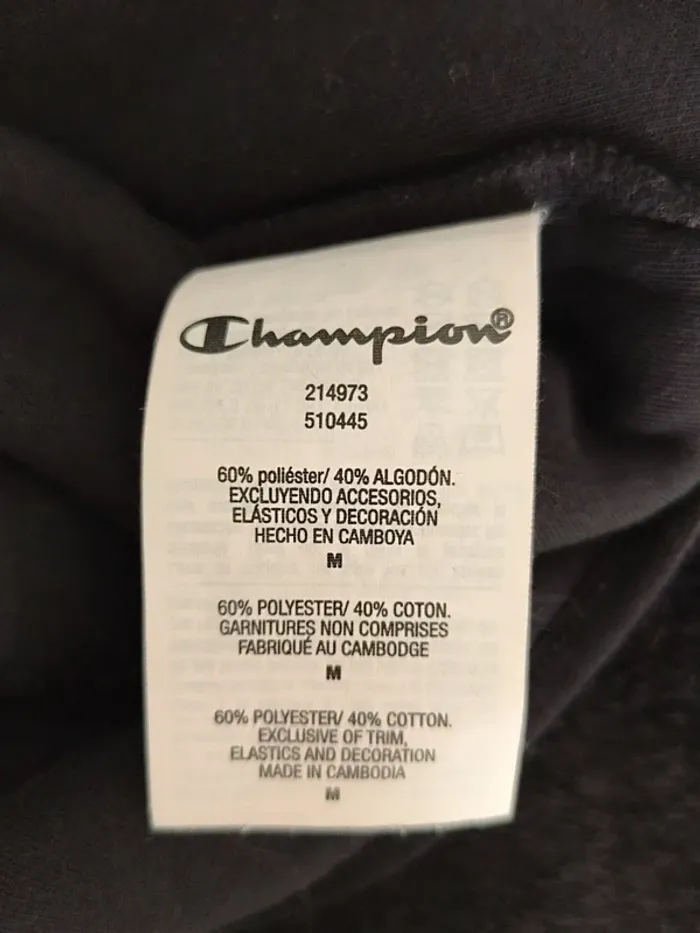 Champion®
214973
510445
60% poliéster/ 40% ALGODÓN.
EXCLUYENDO ACCESORIOS,
ELÁSTICOS Y DECORACIÓN
HECHO EN CAMBOYA
M
60% POLYESTER/ 40% COTON.
GARNITURES NON COMPRISES
FABRIQUÉ AU CAMBODGE
M
60% POLYESTER/ 40% COTTON.
EXCLUSIVE OF TRIM,
ELASTICS AND DECORATION
MADE IN CAMBODIA
M